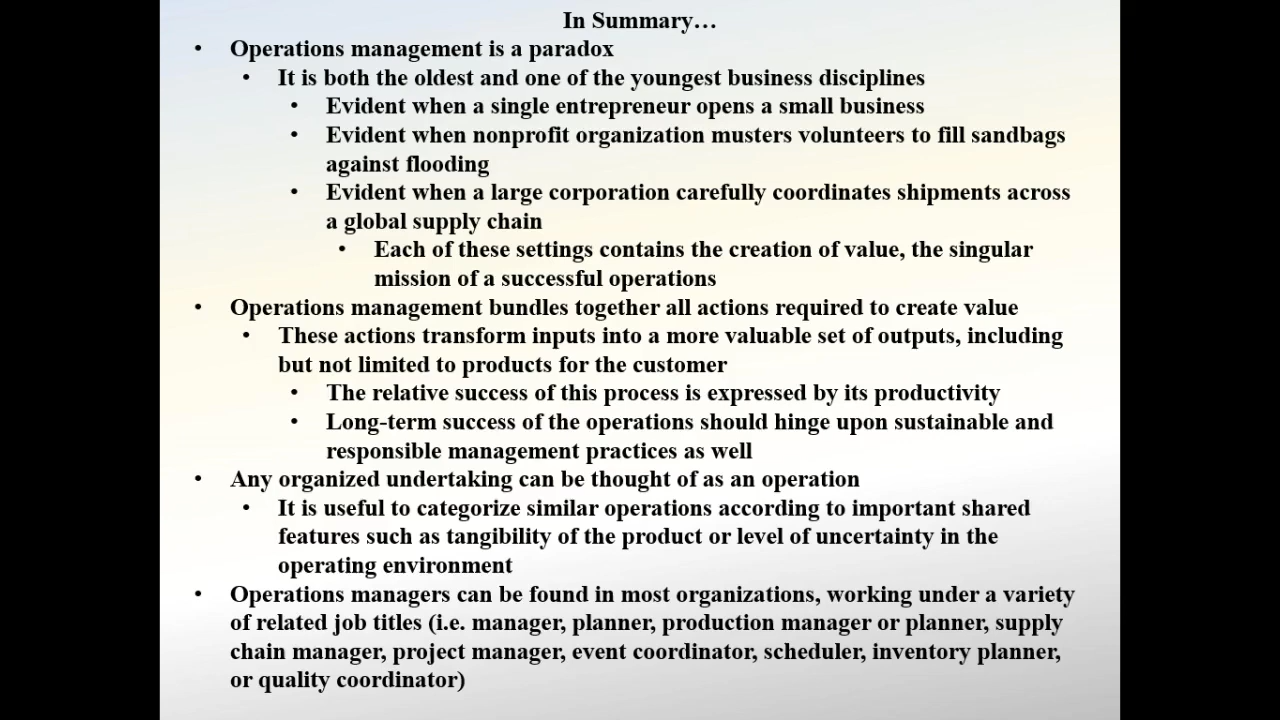 In Summary…
• Operations management is a paradox
• It is both the oldest and one of the youngest business disciplines
• Evident when a single entrepreneur opens a small business
• Evident when nonprofit organization musters volunteers to fill sandbags
against flooding
• Evident when a large corporation carefully coordinates shipments across
a global supply chain
• Each of these settings contains the creation of value, the singular
mission of a successful operations
• Operations management bundles together all actions required to create value
• These actions transform inputs into a more valuable set of outputs, including
but not limited to products for the customer
• The relative success of this process is expressed by its productivity
• Long-term success of the operations should hinge upon sustainable and
responsible management practices as well
• Any organized undertaking can be thought of as an operation
• It is useful to categorize similar operations according to important shared
features such as tangibility of the product or level of uncertainty in the
operating environment
• Operations managers can be found in most organizations, working under a variety
of related job titles (i.e. manager, planner, production manager or planner, supply
chain manager, project manager, event coordinator, scheduler, inventory planner,
or quality coordinator)